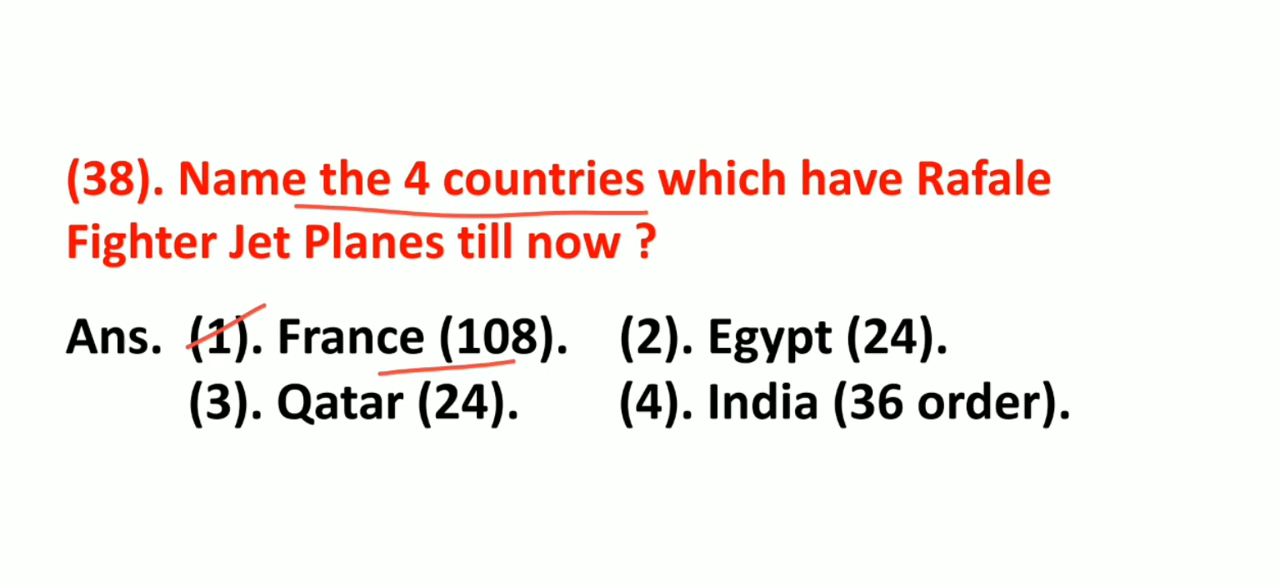 (38). Name the 4 countries which have Rafale
Fighter Jet Planes till now ?
Ans. (1). France (108). (2). Egypt (24).
(3). Qatar (24). (4). India (36 order).